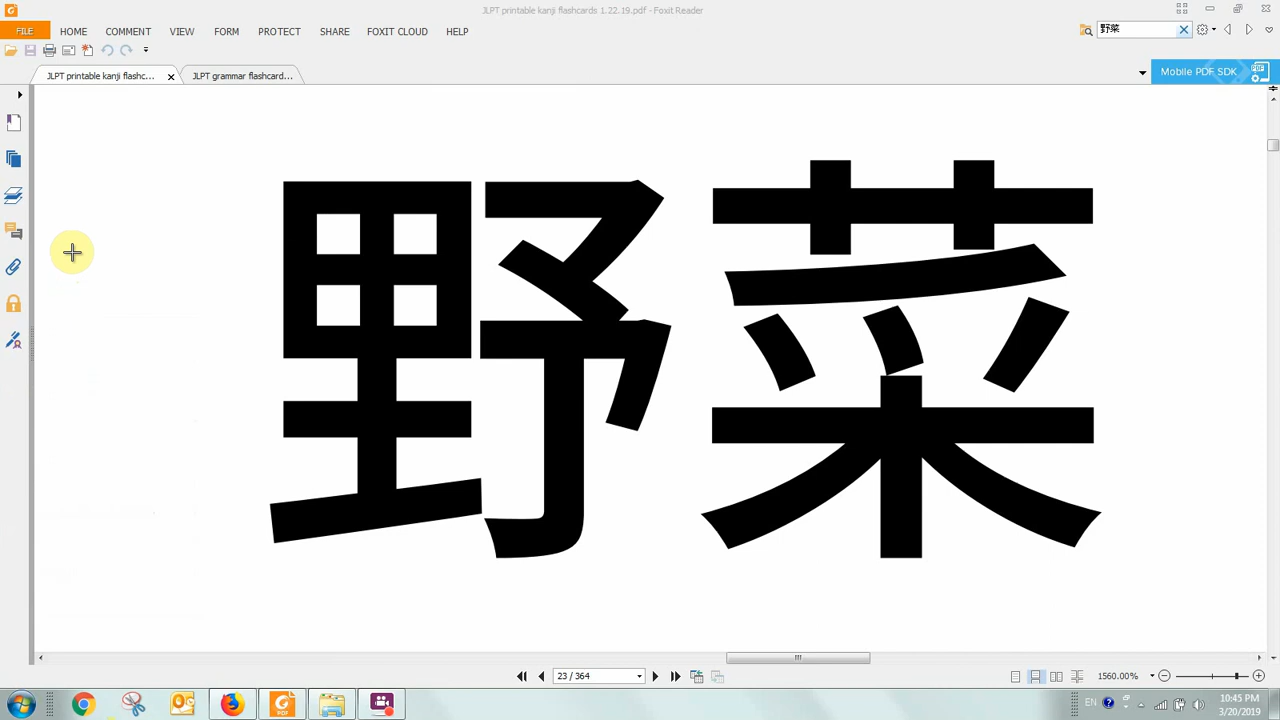 JLPT printable kanji flashcards 1.22.19.pdf - Foxit Reader
FILE HOME COMMENT VIEW FORM PROTECT SHARE FOXIT CLOUD HELP
野菜
JLPT printable kanji flashc...
JLPT grammar flashcard...
Mobile PDF SDK
PDF
野菜
23 / 364
1560.00%
PDF
EN
10:45 PM
3/20/2019